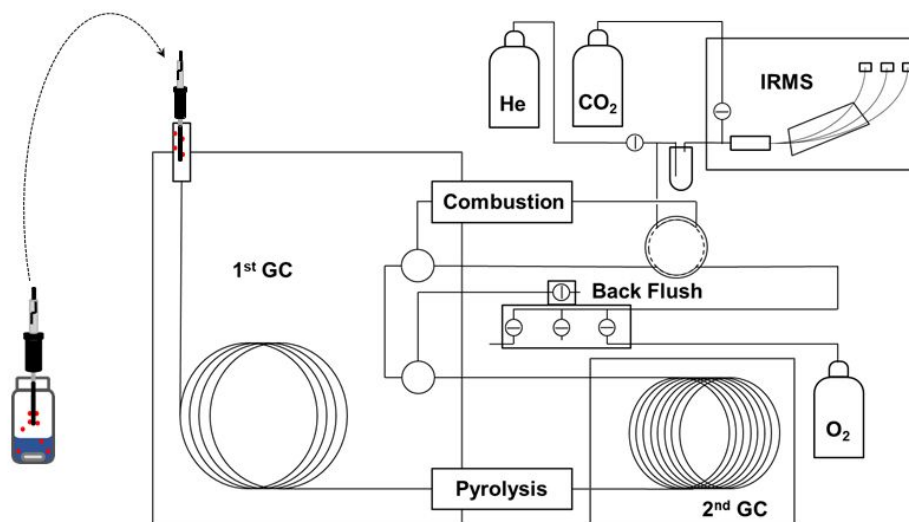 He
CO₂
IRMS
Combustion
1st GC
Back Flush
O₂
Pyrolysis
2nd GC